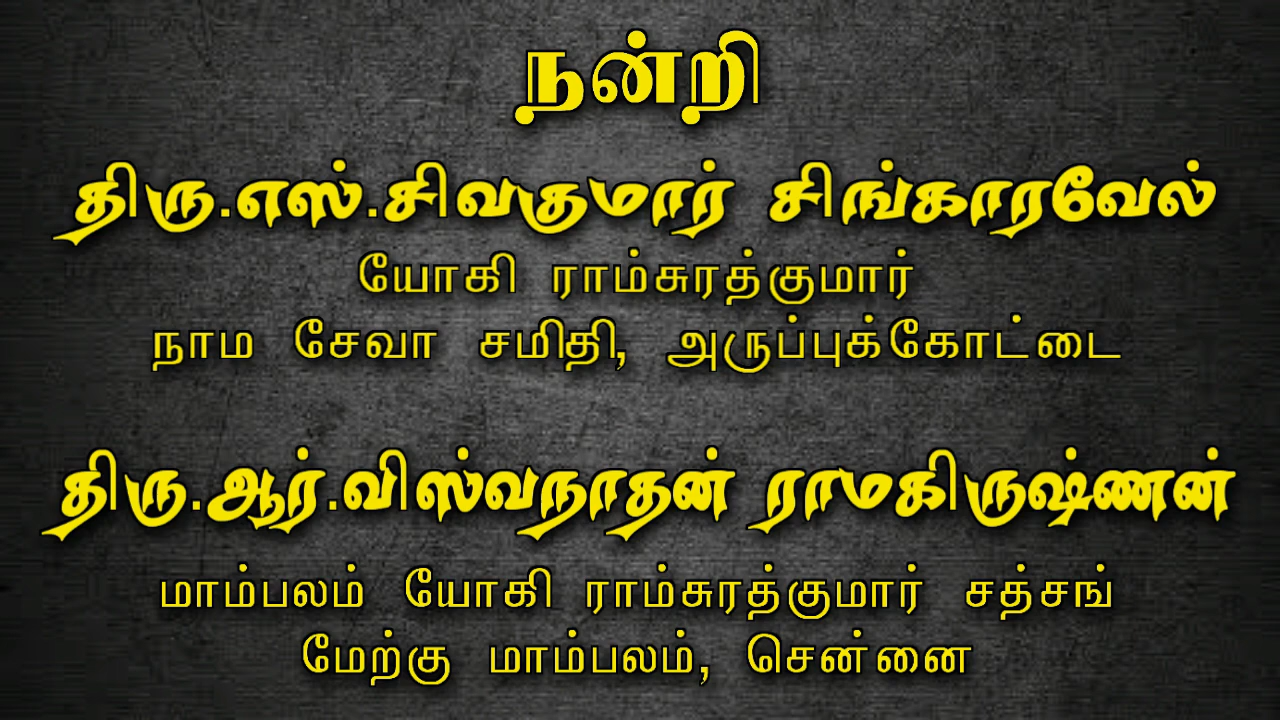 நன்றி
திரு.எஸ்.சிவகுமார் சிங்காரவேல்
யோகி ராம்சுரத்குமார்
நாம சேவா சமிதி, அருப்புக்கோட்டை
திரு.ஆர்.விஸ்வநாதன் ராமகிருஷ்ணன்
மாம்பலம் யோகி ராம்சுரத்குமார் சத்சங்
மேற்கு மாம்பலம், சென்னை